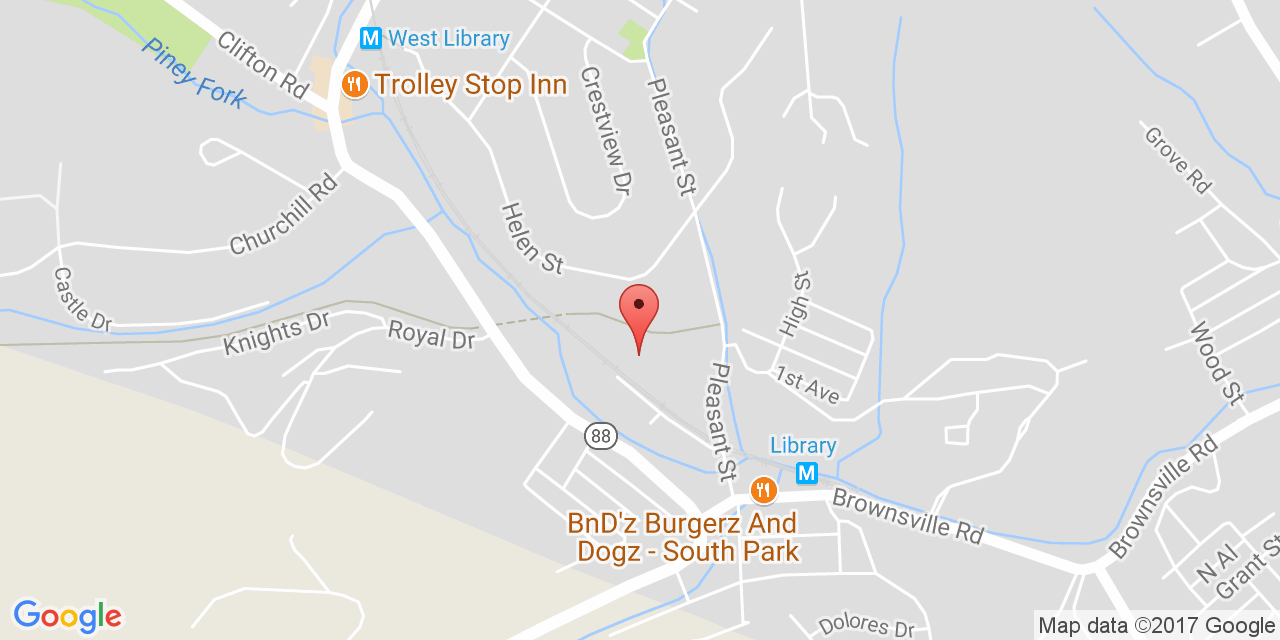 Piney Fork
Clifton Rd
M West Library
Trolley Stop Inn
Crestview Dr
Pleasant St
Grove Rd
Churchill Rd
Helen St
Castle Dr
Knights Dr
Royal Dr
High St
Wood St
1st Ave
Pleasant St
88
Library
M
BnD'z Burgerz And
Dogz - South Park
Brownsville Rd
Brownsville Rd
N Al
Grant St
Dolores Dr
Google
Map data ©2017 Google